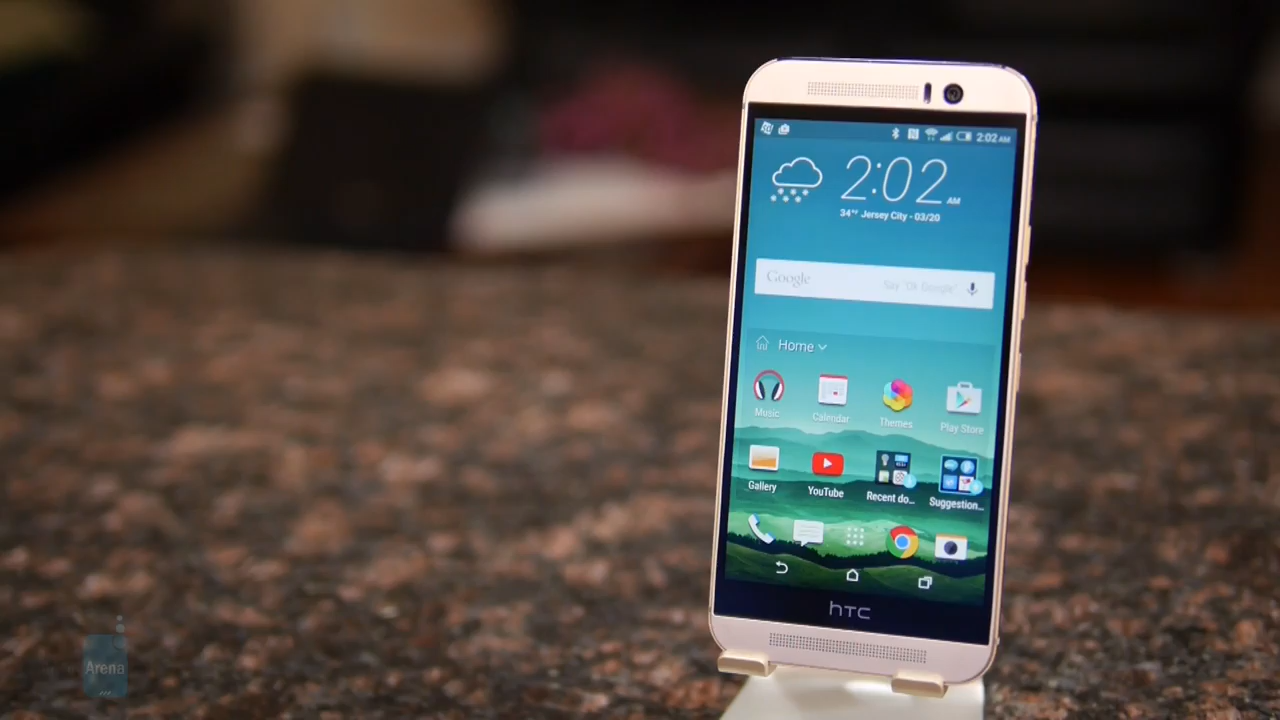 2:02 AM
2:02 AM
34°F Jersey City - 03/20
Google Say "Ok Google"
Home
Music Calendar Themes Play Store
Gallery YouTube Recent do... Suggestion...
hTC
Arena